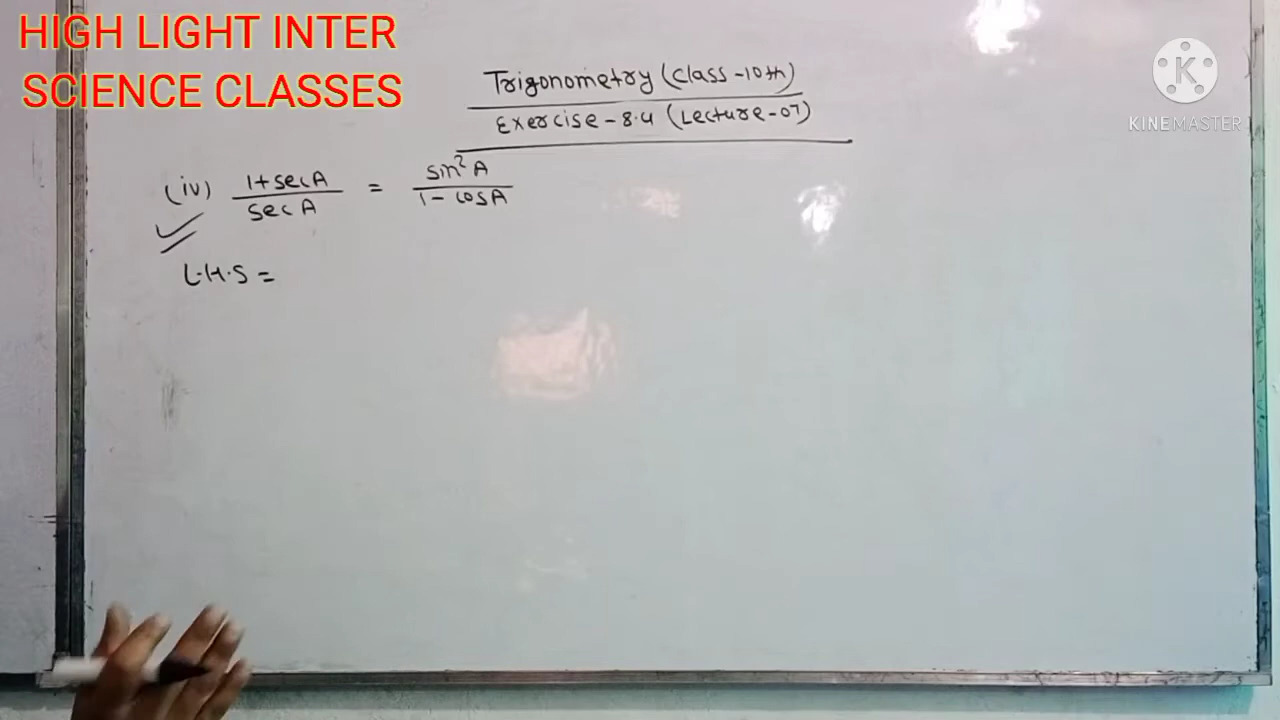 HIGH LIGHT INTER
SCIENCE CLASSES
K
KINEMASTER
Trigonometry (Class-10th)
Exercise-8.4 (Lecture-07)
(iv) 1+secA / secA = sin²A / 1-cosA
L.H.S =